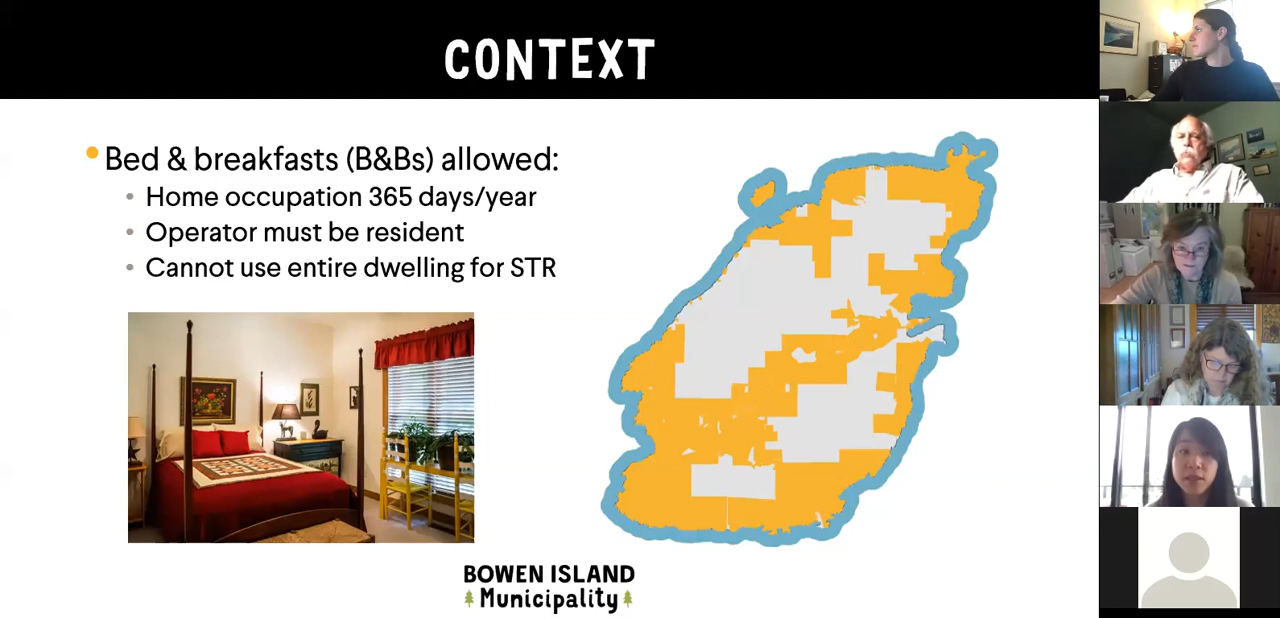 CONTEXT
Bed & breakfasts (B&Bs) allowed:
Home occupation 365 days/year
Operator must be resident
Cannot use entire dwelling for STR
BOWEN ISLAND
Municipality